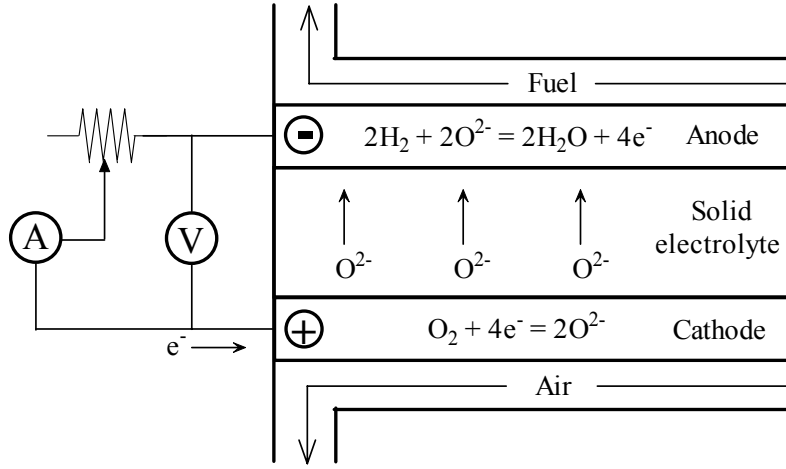 Fuel
- 2H₂ + 2O²⁻ = 2H₂O + 4e⁻ Anode
A V Solid
electrolyte
O²⁻ O²⁻ O²⁻
+ O₂ + 4e⁻ = 2O²⁻ Cathode
e⁻
Air